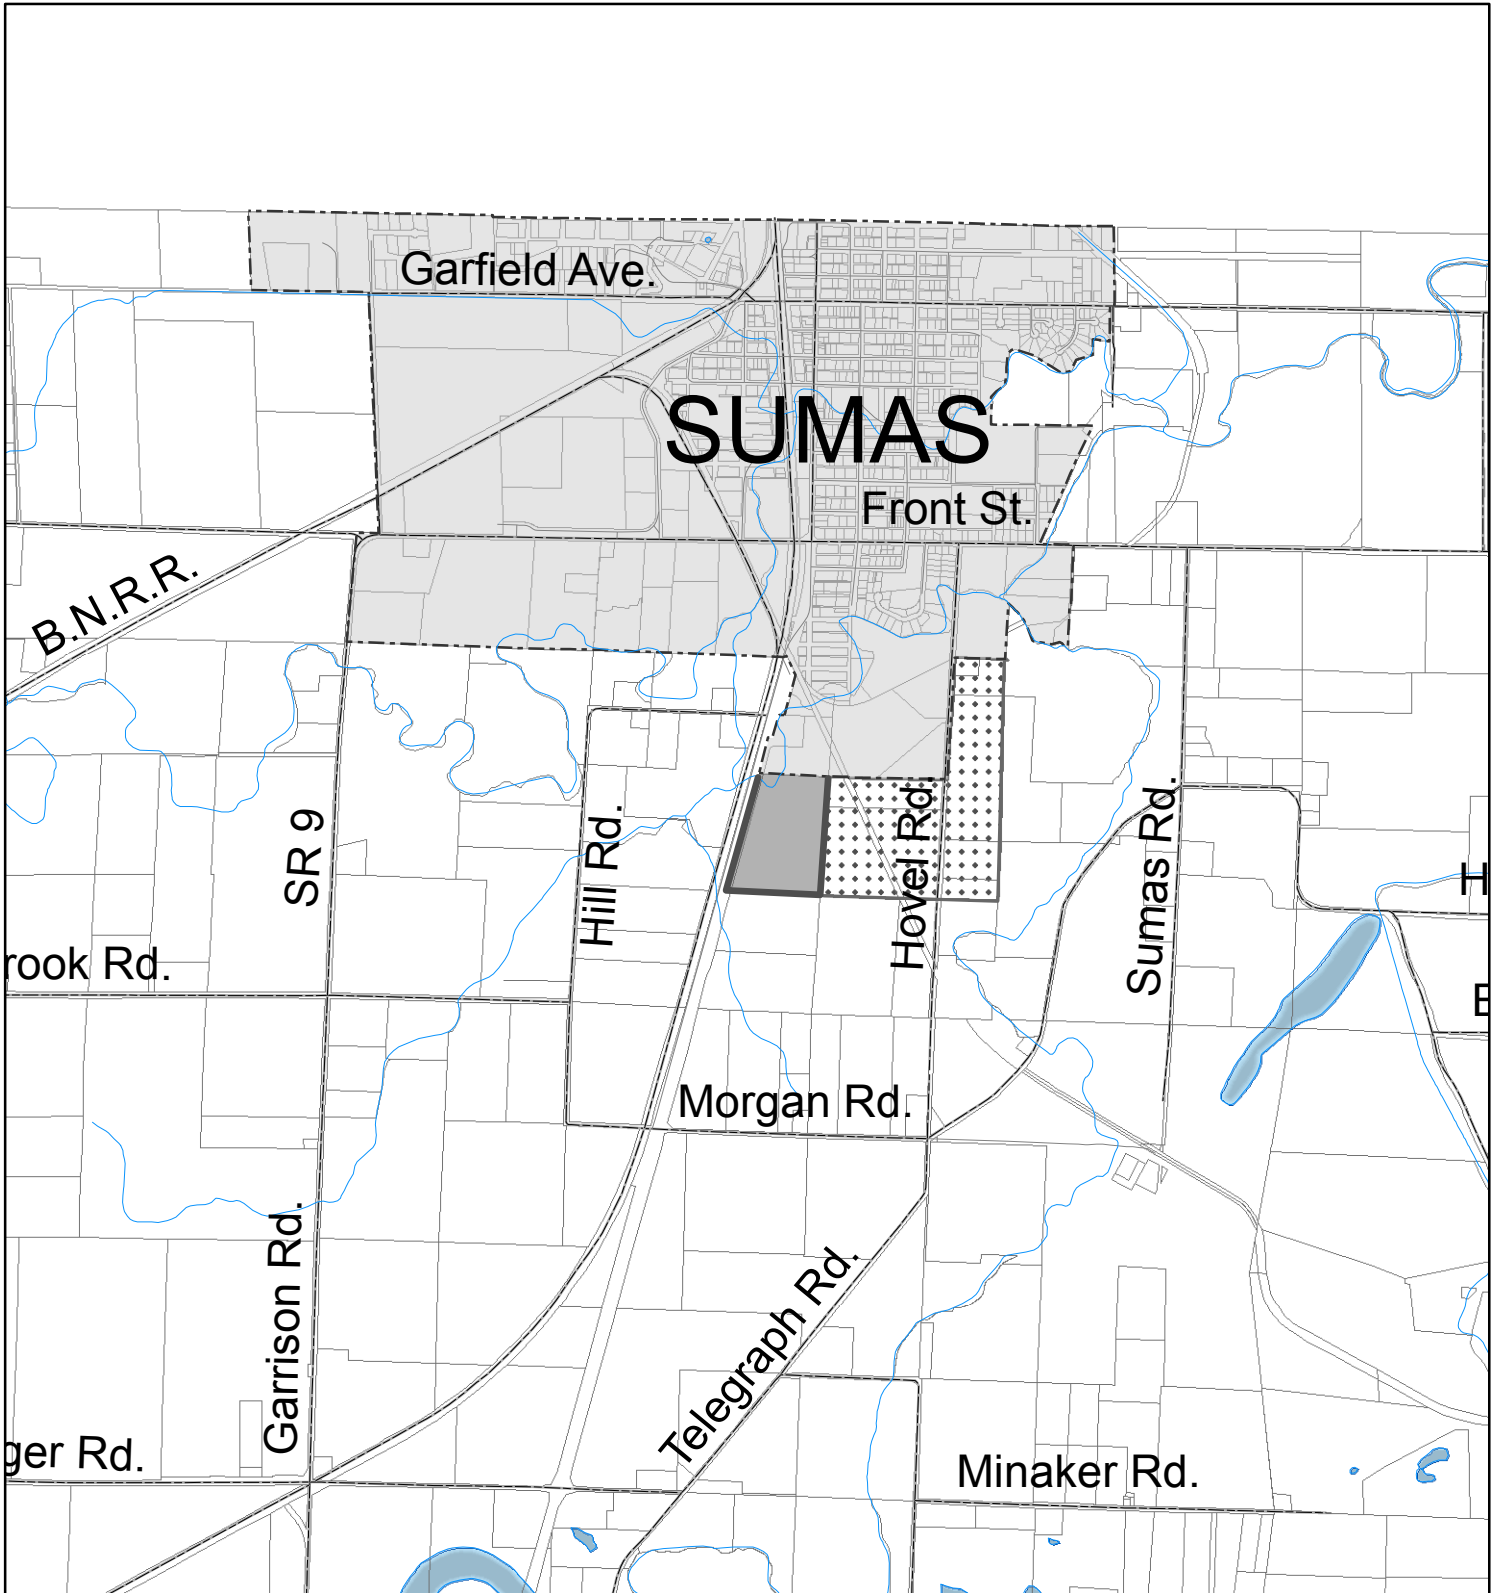 Garfield Ave.
SUMAS
Front St.
B.N.R.R.
SR 9
Hill Rd.
Hovel Rd.
Sumas Rd.
H
rook Rd.
E
Morgan Rd.
Garrison Rd.
Telegraph Rd.
ger Rd.
Minaker Rd.